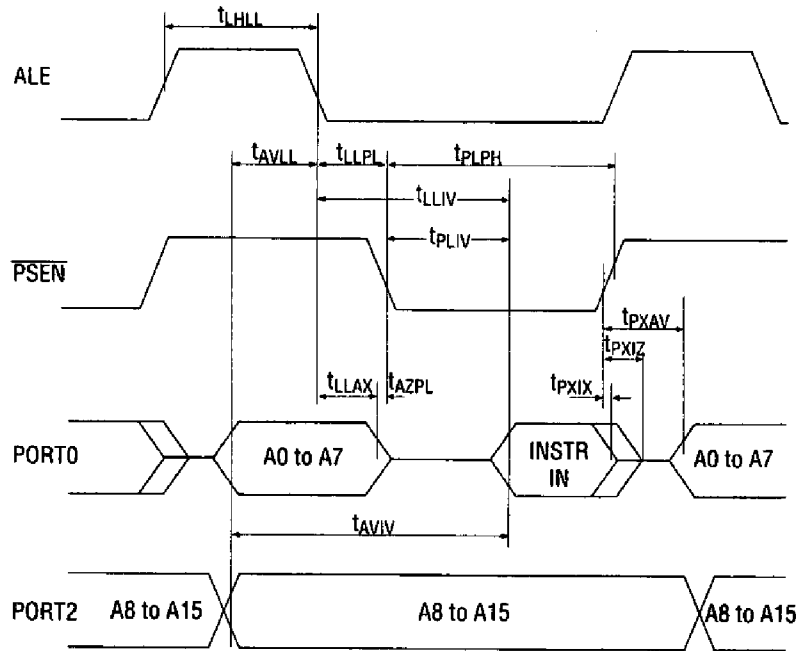 tLHLL
ALE
tAVLL tLLPL tPLPH
tLLIV
tPLIV
PSEN
tPXAV
tPXIZ
tLLAX tAZPL tPXIX
PORT0 A0 to A7 INSTR IN A0 to A7
tAVIV
PORT2 A8 to A15 A8 to A15 A8 to A15